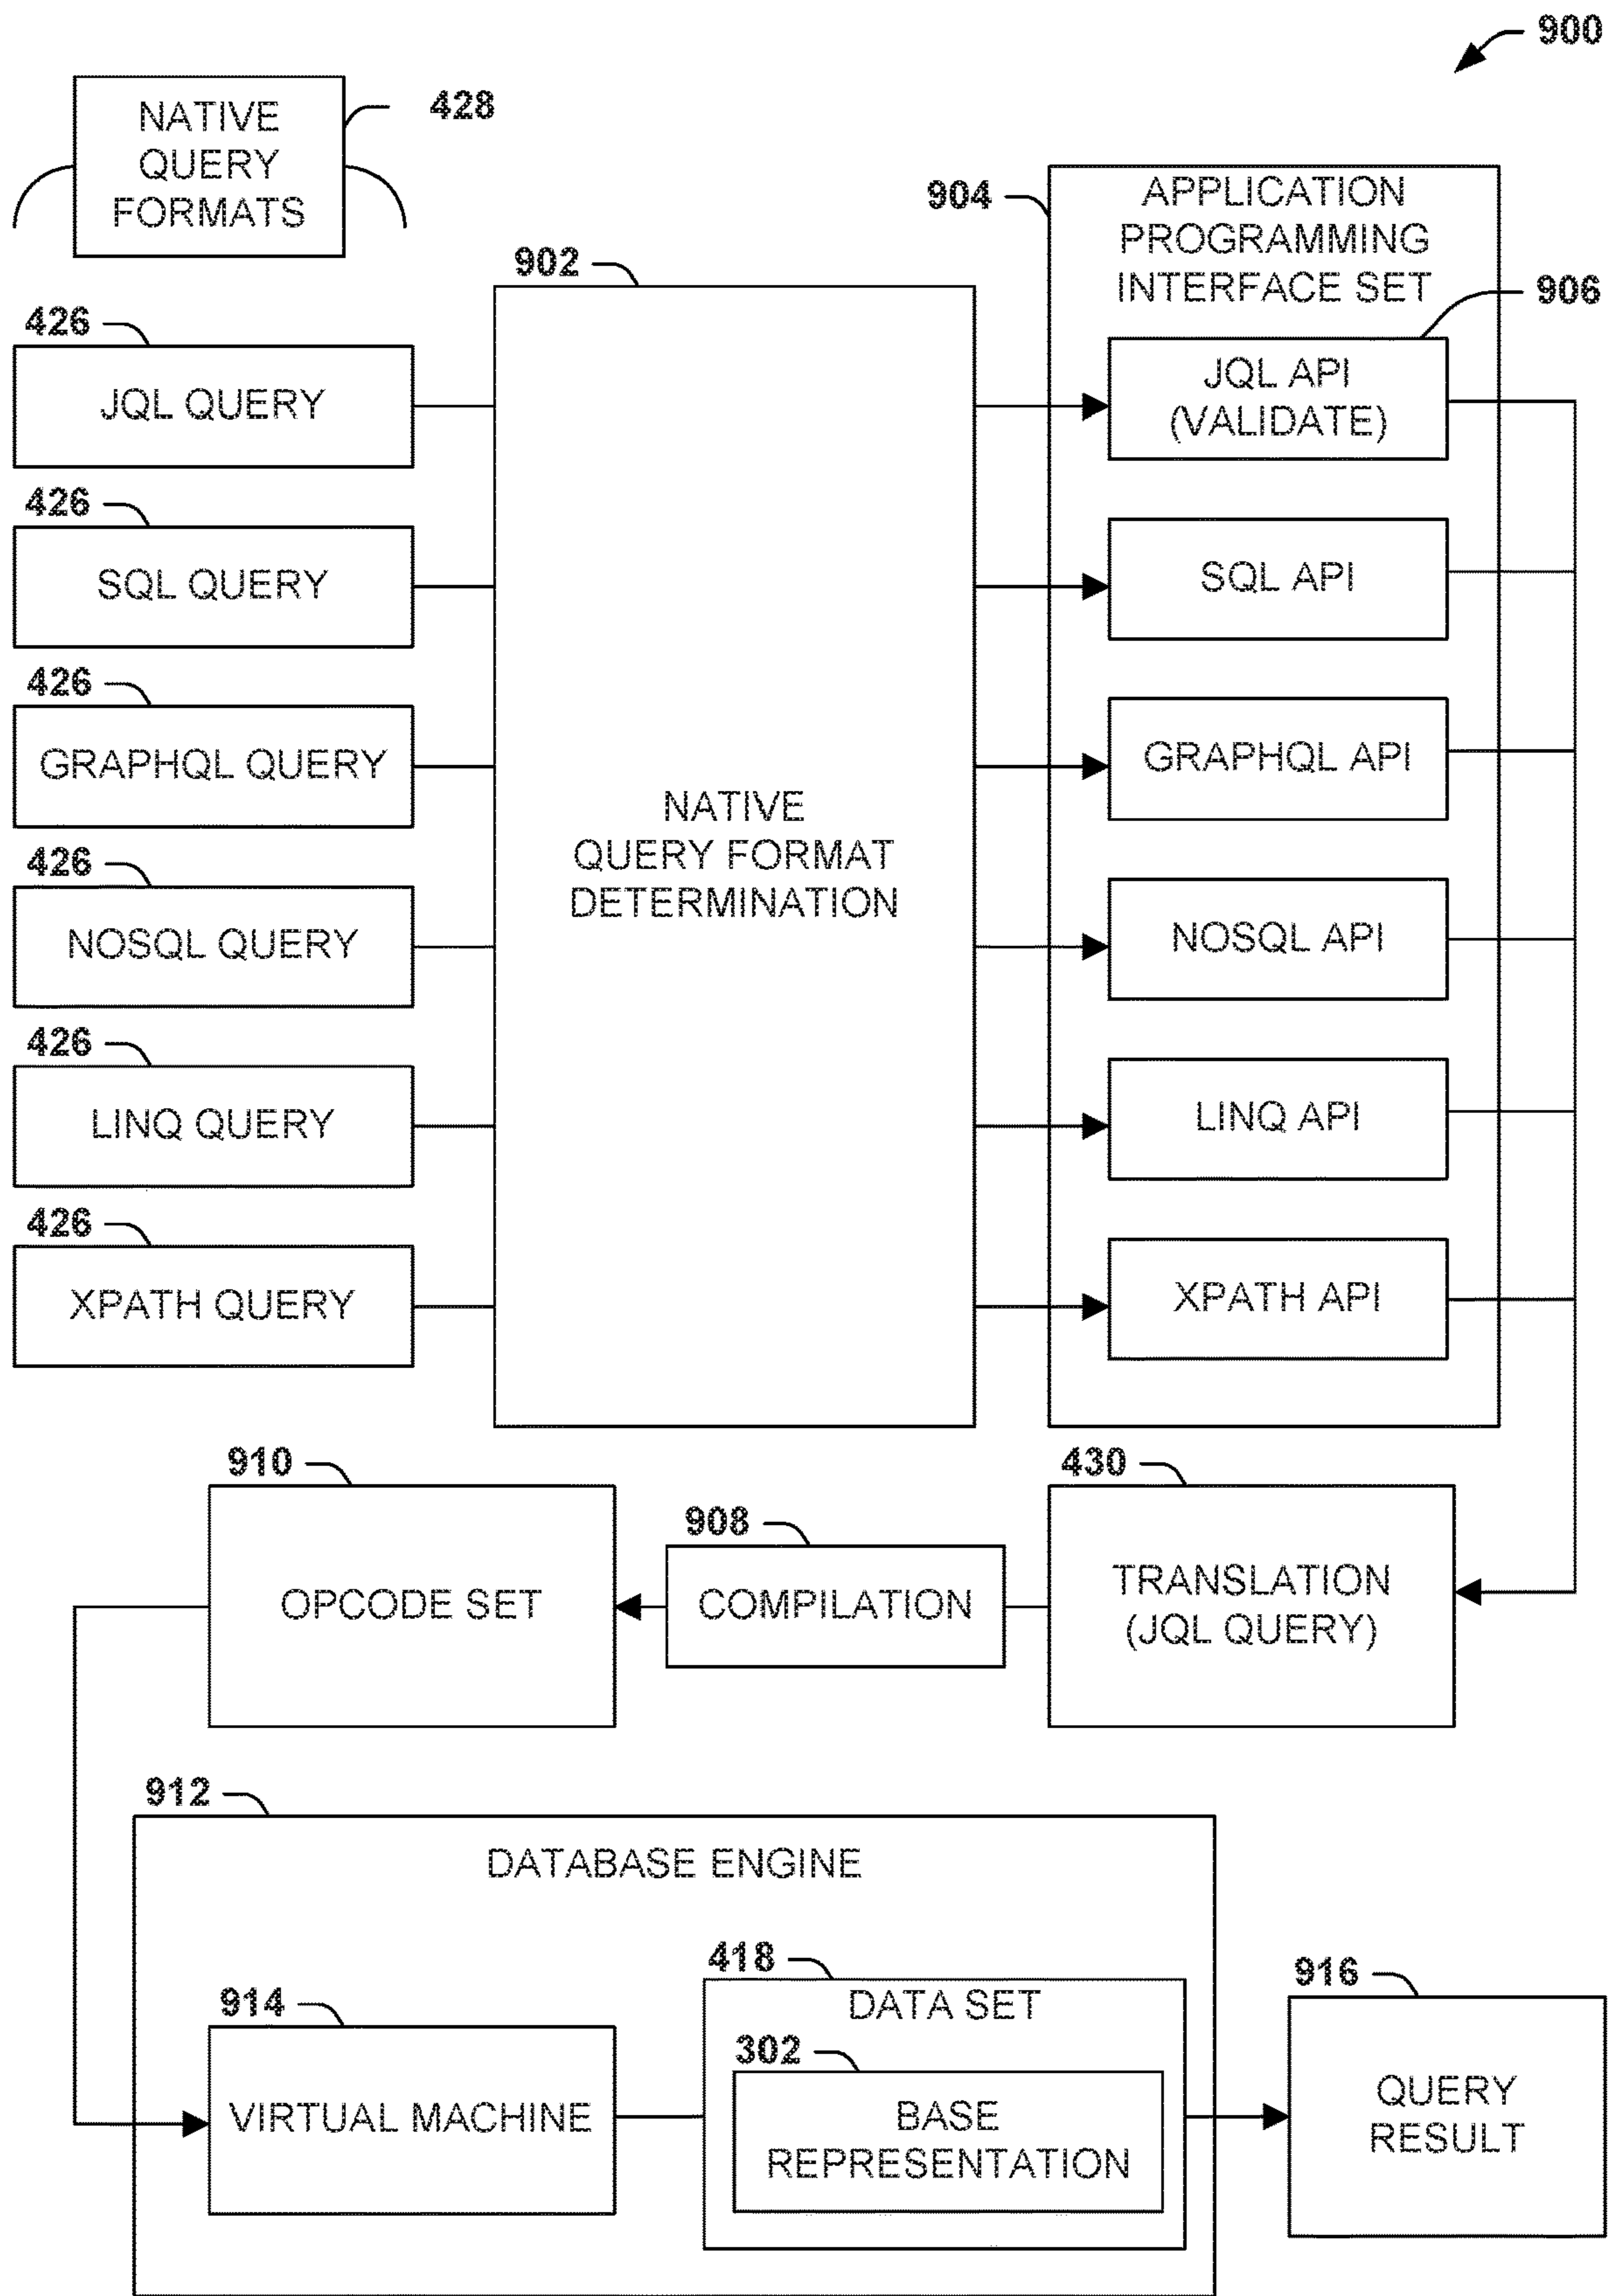 900
NATIVE
QUERY
FORMATS
428
904
APPLICATION
PROGRAMMING
INTERFACE SET
902
906
426
JQL QUERY
JQL API
(VALIDATE)
426
SQL QUERY
SQL API
426
GRAPHQL QUERY
GRAPHQL API
NATIVE
QUERY FORMAT
DETERMINATION
426
NOSQL QUERY
NOSQL API
426
LINQ QUERY
LINQ API
426
XPATH QUERY
XPATH API
910
OPCODE SET
908
COMPILATION
430
TRANSLATION
(JQL QUERY)
912
DATABASE ENGINE
914
VIRTUAL MACHINE
418
DATA SET
302
BASE
REPRESENTATION
916
QUERY
RESULT